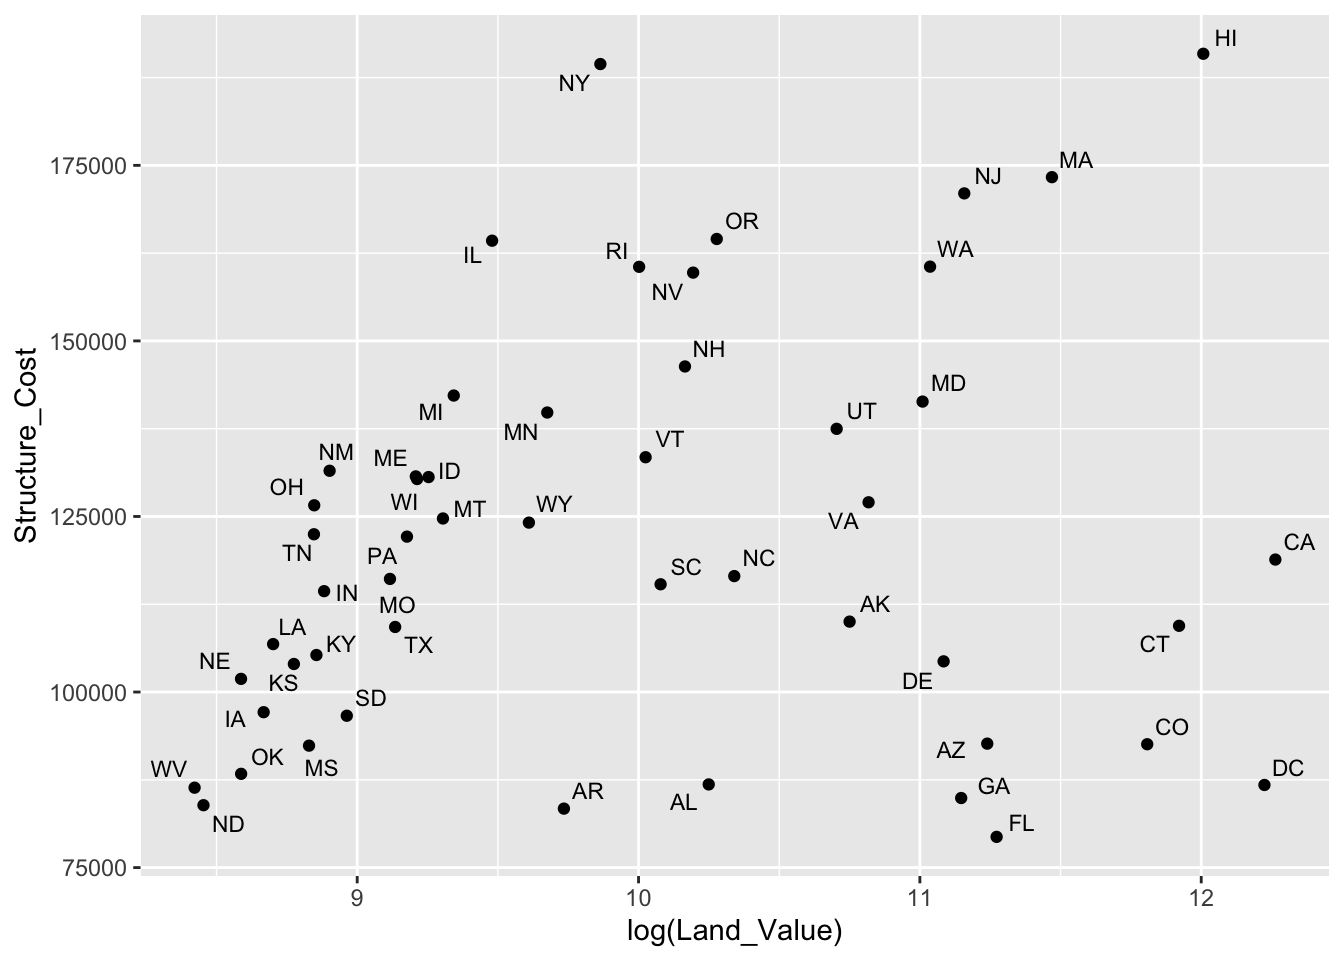 HI
NY
MA
175000
NJ
OR
RI
WA
IL
NV
150000
NH
MD
MI
UT
MN
VT
NM
ME
ID
OH
WI
MT
WY
125000
VA
TN
CA
PA
NC
SC
IN
MO
AK
LA
KY
TX
CT
NE
KS
DE
100000
SD
IA
CO
AZ
OK
MS
WV
DC
GA
AR
AL
ND
FL
75000
9
10
11
12
log(Land_Value)
Structure_Cost